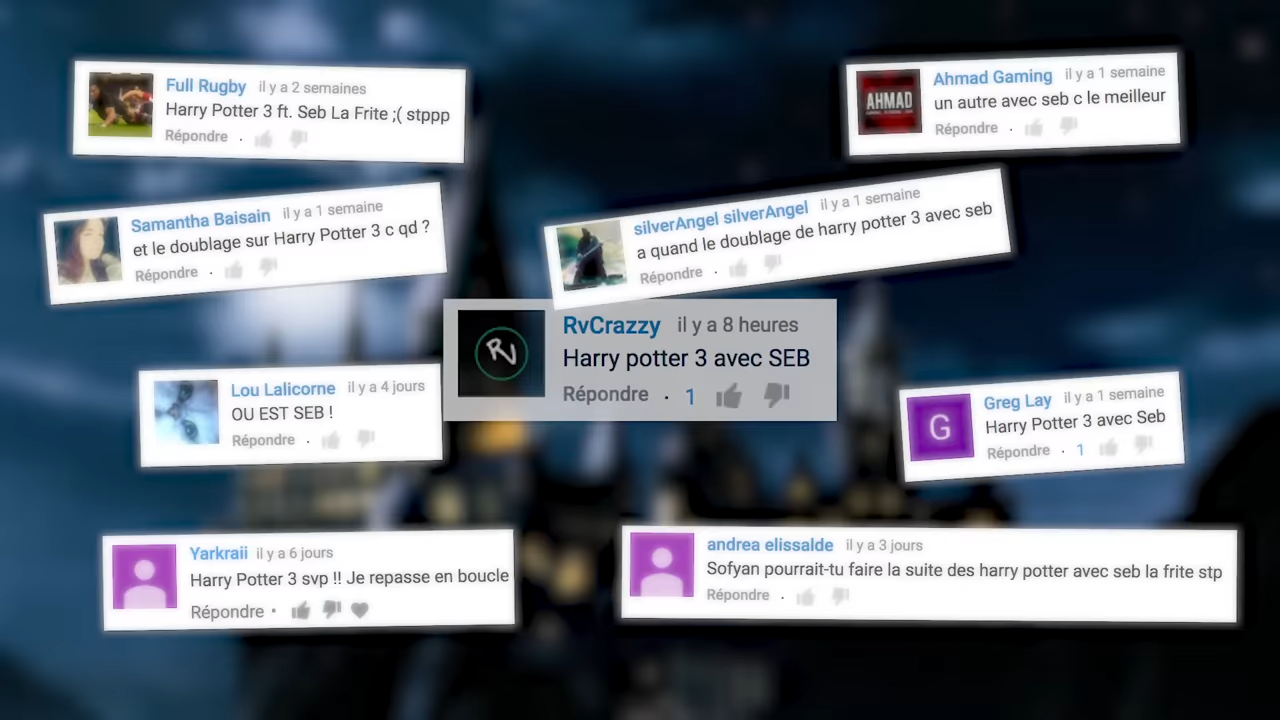 Full Rugby il y a 2 semaines
Harry Potter 3 ft. Seb La Frite ;( stppp
Répondre ·
AHMAD
Ahmad Gaming il y a 1 semaine
un autre avec seb c le meilleur
Répondre ·
Samantha Baisain il y a 1 semaine
et le doublage sur Harry Potter 3 c qd ?
Répondre ·
silverAngel silverAngel il y a 1 semaine
a quand le doublage de harry potter 3 avec seb
Répondre ·
RV
RvCrazzy il y a 8 heures
Harry potter 3 avec SEB
Répondre · 1
Lou Lalicorne il y a 4 jours
OU EST SEB !
Répondre ·
G
Greg Lay il y a 1 semaine
Harry Potter 3 avec Seb
Répondre · 1
Yarkraii il y a 6 jours
Harry Potter 3 svp !! Je repasse en boucle
Répondre •
andrea elissalde il y a 3 jours
Sofyan pourrait-tu faire la suite des harry potter avec seb la frite stp
Répondre ·